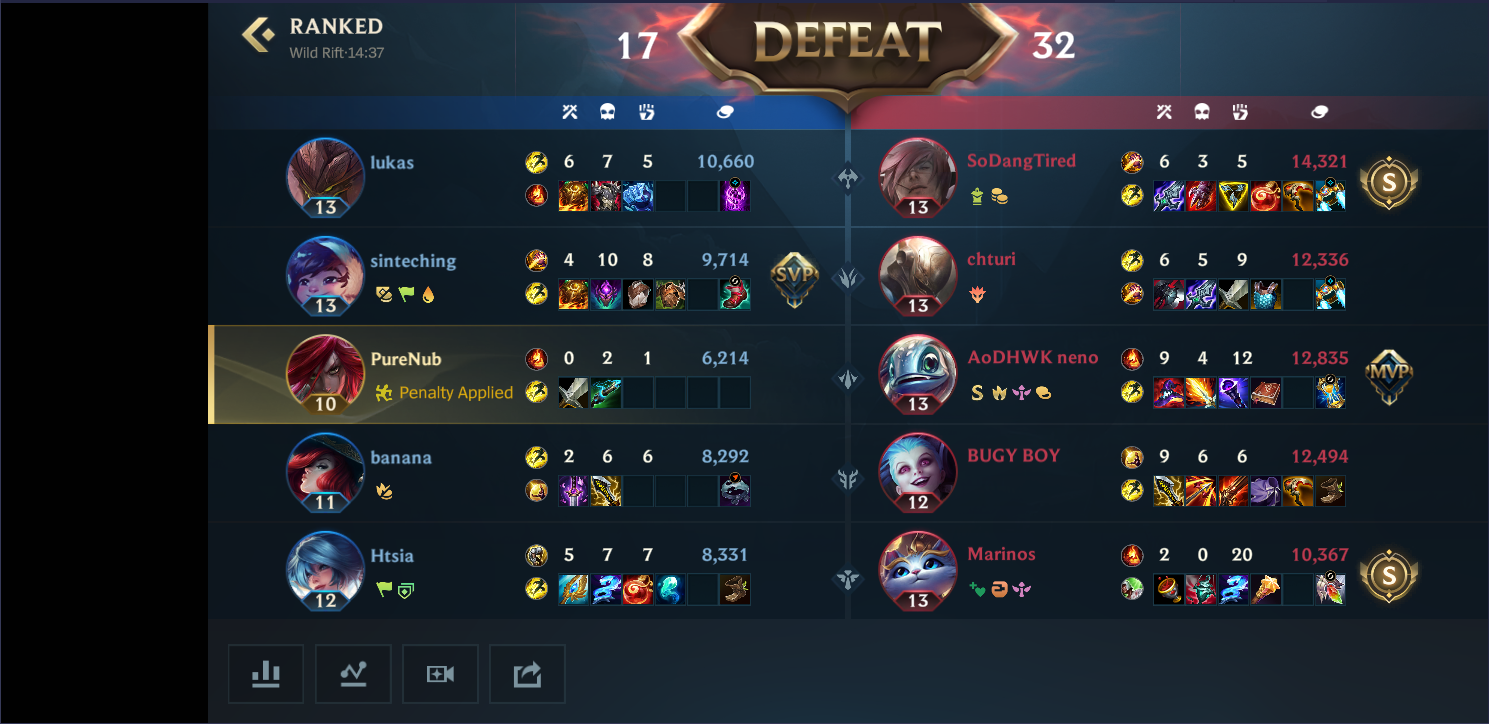 RANKED
Wild Rift·14:37
17
DEFEAT
32
lukas
13
6 7 5 10,660
SoDangTired
13
6 3 5 14,321
S
sinteching
13
4 10 8 9,714
SVP
chturi
13
6 5 9 12,336
PureNub
10
Penalty Applied
0 2 1 6,214
AoDHWK neno
13
S
9 4 12 12,835
MVP
banana
11
2 6 6 8,292
BUGY BOY
12
9 6 6 12,494
Htsia
12
5 7 7 8,331
Marinos
13
2 0 20 10,367
S